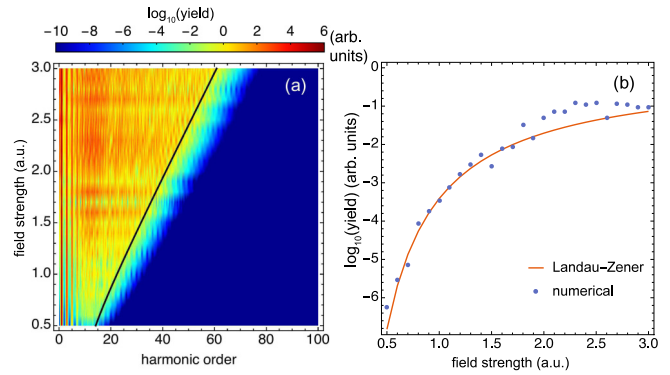 log₁₀(yield)
−10 −8 −6 −4 −2 0 2 4 6 (arb. units)
(a)
field strength (a.u.)
3.0
2.5
2.0
1.5
1.0
0.5
0 20 40 60 80 100
harmonic order
(b)
log₁₀(yield) (arb. units)
0
−1
−2
−3
−4
−5
−6
Landau−Zener
numerical
0.5 1.0 1.5 2.0 2.5 3.0
field strength (a.u.)